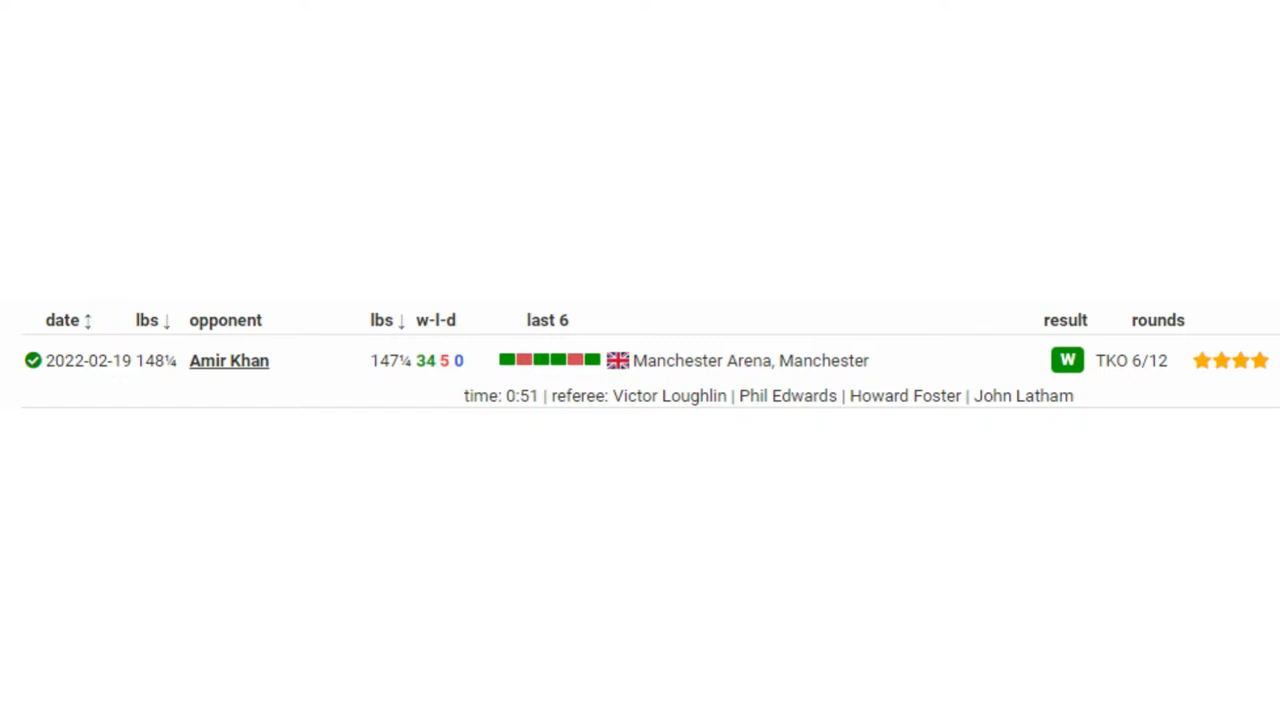 date ↕ lbs ↓ opponent lbs ↓ w-l-d last 6 result rounds
2022-02-19 148¼ Amir Khan 147¼ 34 5 0 Manchester Arena, Manchester W TKO 6/12
time: 0:51 | referee: Victor Loughlin | Phil Edwards | Howard Foster | John Latham